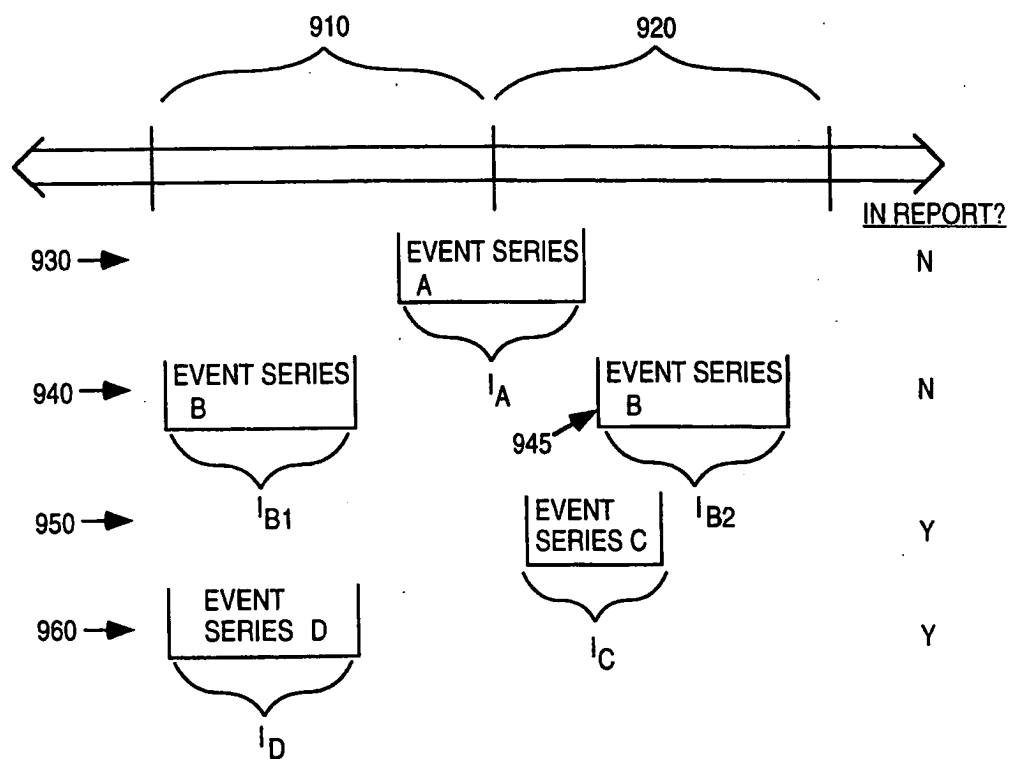 910
920
IN REPORT?
930
EVENT SERIES
A
N
I_A
940
EVENT SERIES
B
945
EVENT SERIES
B
N
I_B1
I_B2
950
EVENT
SERIES C
Y
I_C
960
EVENT
SERIES D
Y
I_D